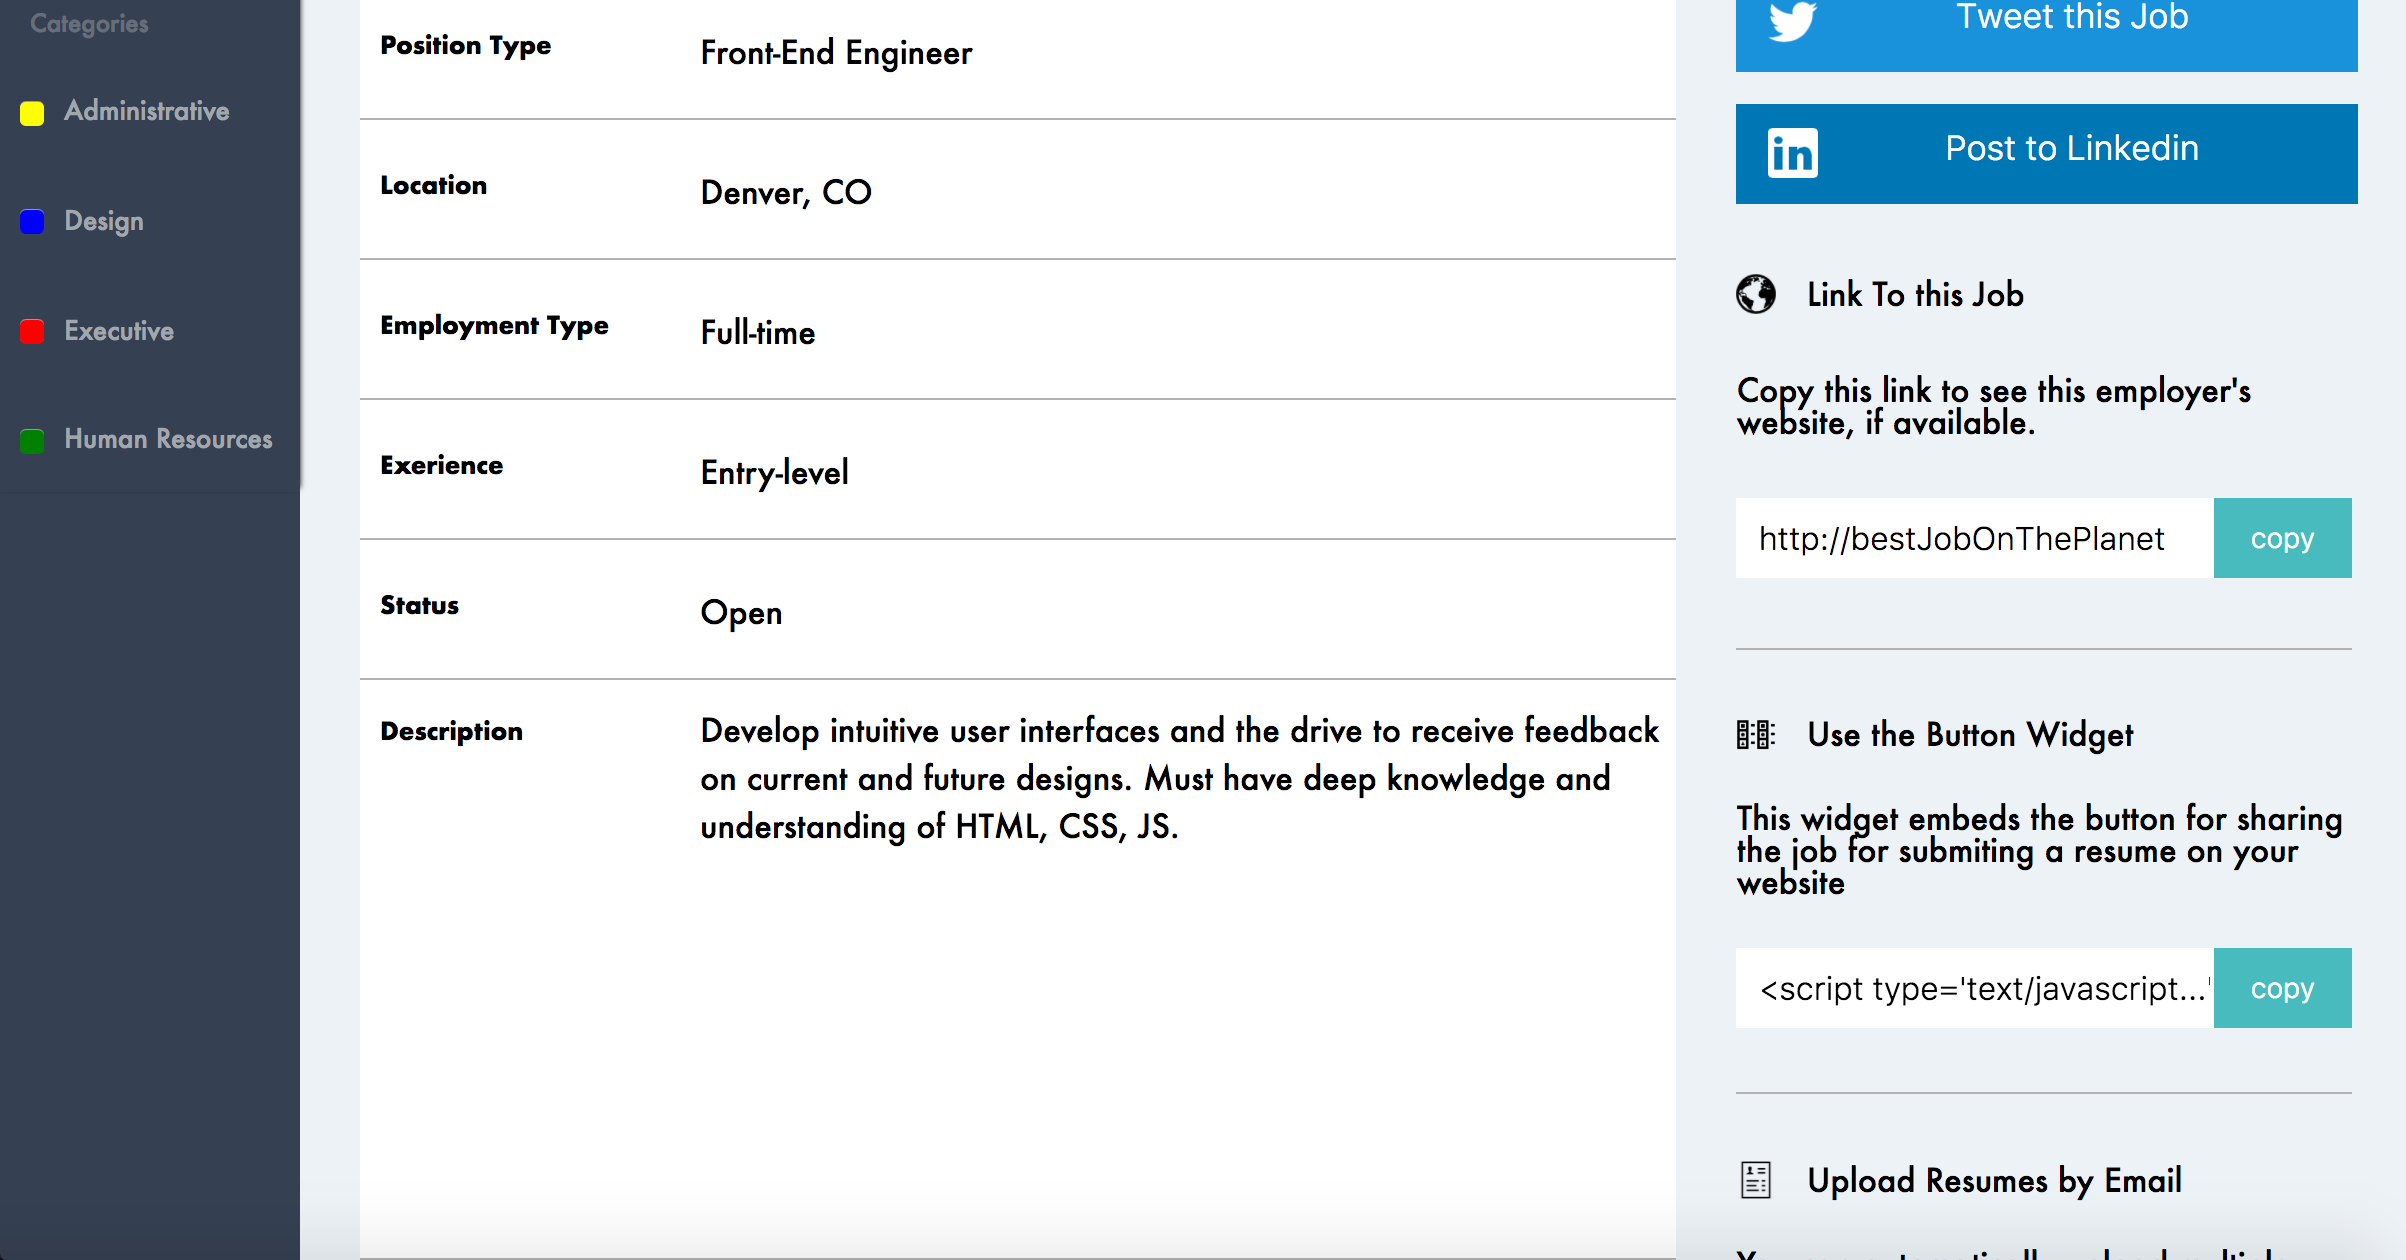 Categories
Administrative
Design
Executive
Human Resources
Position Type
Front-End Engineer
Location
Denver, CO
Employment Type
Full-time
Exerience
Entry-level
Status
Open
Description
Develop intuitive user interfaces and the drive to receive feedback
on current and future designs. Must have deep knowledge and
understanding of HTML, CSS, JS.
Tweet this Job
in
Post to Linkedin
Link To this Job
Copy this link to see this employer's
website, if available.
http://bestJobOnThePlanet
copy
Use the Button Widget
This widget embeds the button for sharing
the job for submiting a resume on your
website
<script type='text/javascript...'
copy
Upload Resumes by Email